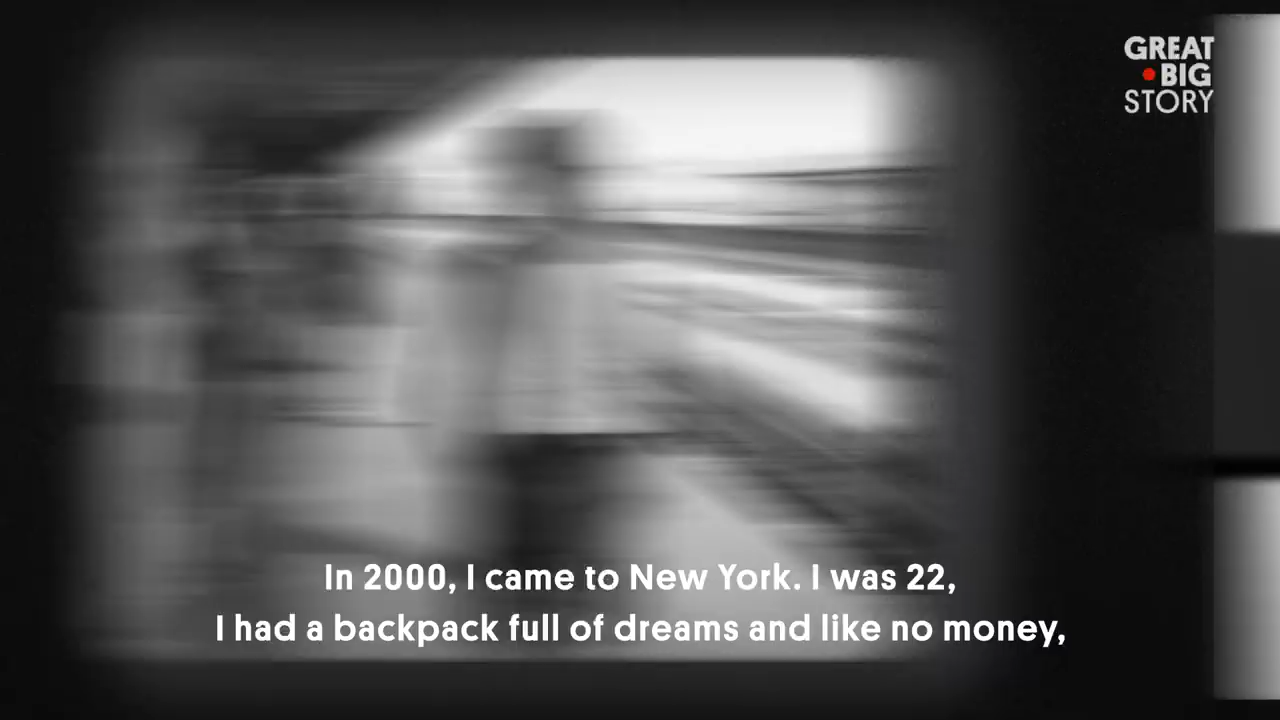 GREAT
BIG
STORY
In 2000, I came to New York. I was 22,
I had a backpack full of dreams and like no money,